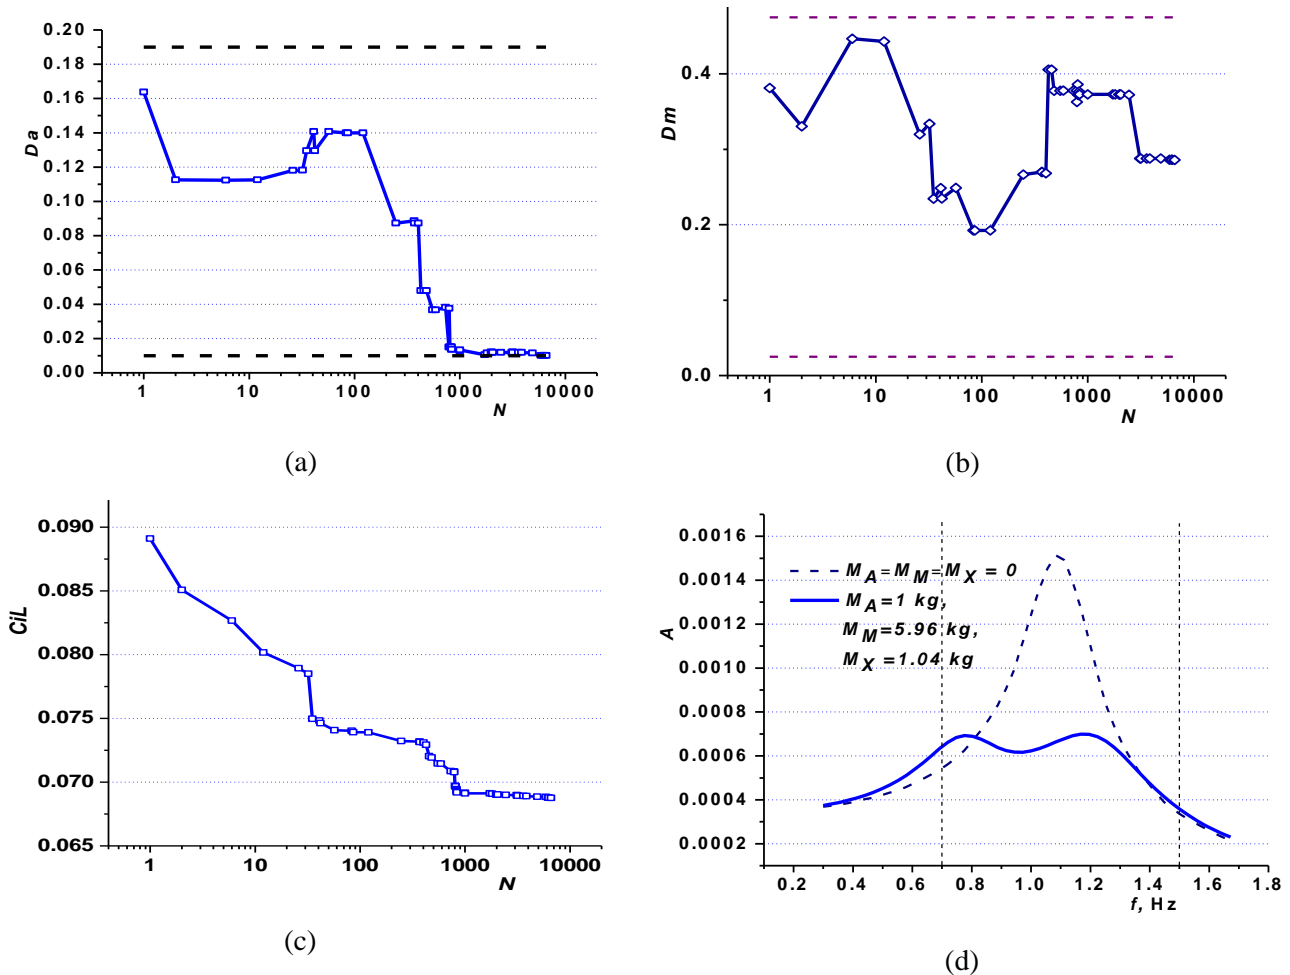 0.20
0.18
0.16
0.14
0.12
0.10
0.08
0.06
0.04
0.02
0.00
Da
1 10 100 1000 10000
N
(a)
0.4
0.2
0.0
Dm
1 10 100 1000 10000
N
(b)
0.090
0.085
0.080
0.075
0.070
0.065
CiL
1 10 100 1000 10000
N
(c)
0.0016
0.0014
0.0012
0.0010
0.0008
0.0006
0.0004
0.0002
A
M_A=M_M=M_X = 0
M_A=1 kg,
M_M=5.96 kg,
M_X=1.04 kg
0.2 0.4 0.6 0.8 1.0 1.2 1.4 1.6 1.8
f, Hz
(d)